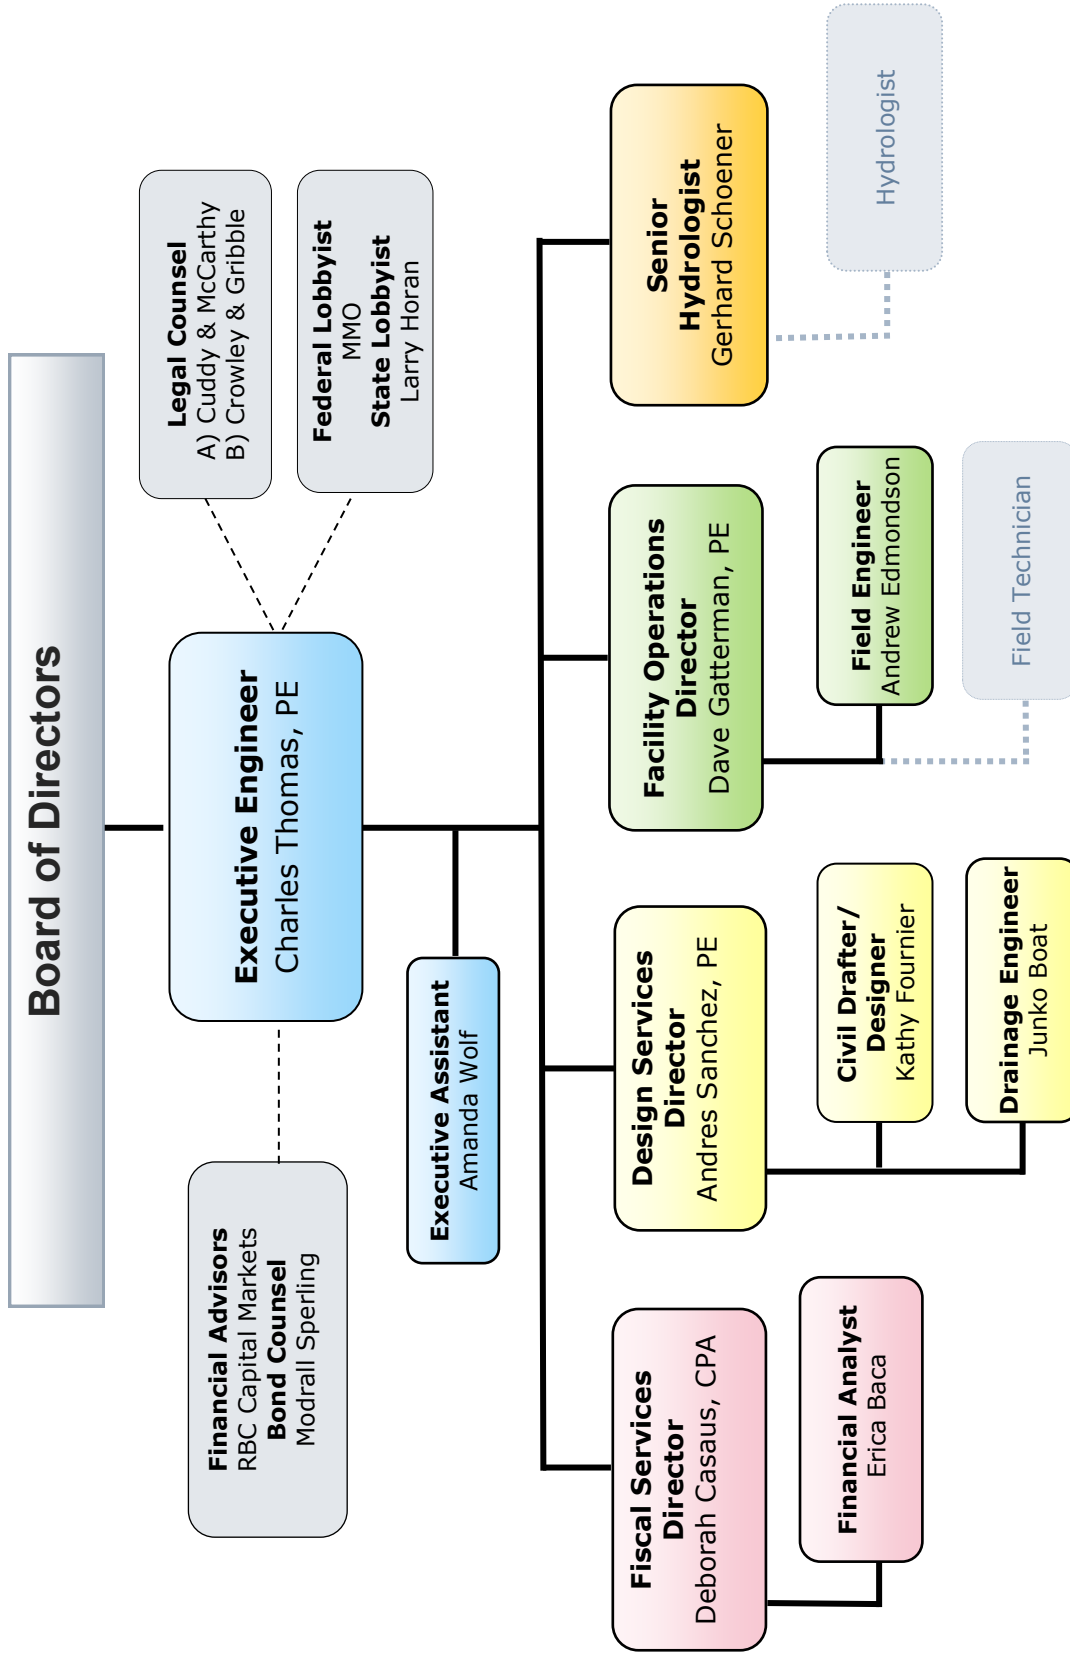 Board of Directors
Executive Engineer
Charles Thomas, PE
Financial Advisors
RBC Capital Markets
Bond Counsel
Modrall Sperling
Legal Counsel
A) Cuddy & McCarthy
B) Crowley & Gribble
Federal Lobbyist
MMO
State Lobbyist
Larry Horan
Executive Assistant
Amanda Wolf
Fiscal Services
Director
Deborah Casaus, CPA
Financial Analyst
Erica Baca
Design Services
Director
Andres Sanchez, PE
Civil Drafter/
Designer
Kathy Fournier
Drainage Engineer
Junko Boat
Facility Operations
Director
Dave Gatterman, PE
Field Engineer
Andrew Edmondson
Field Technician
Senior
Hydrologist
Gerhard Schoener
Hydrologist